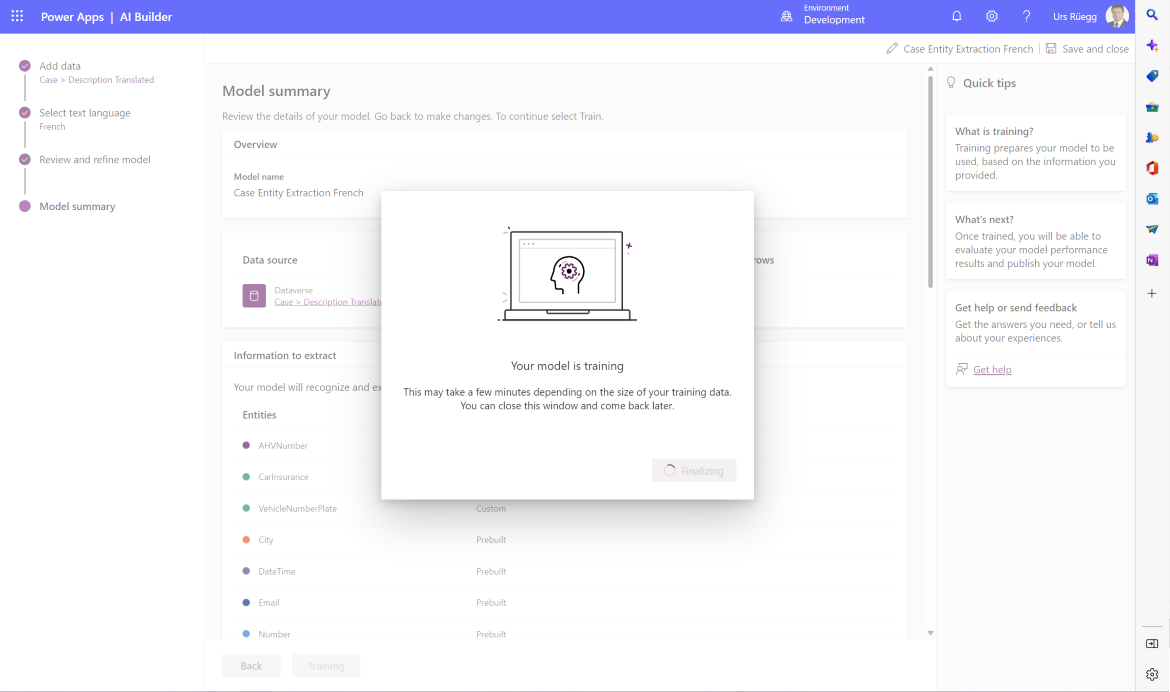 Power Apps | AI Builder
Environment
Development
Urs Rüegg
Case Entity Extraction French
Save and close
Add data
Case > Description Translated
Select text language
French
Review and refine model
Model summary
Model summary
Review the details of your model. Go back to make changes. To continue select Train.
Overview
Model name
Case Entity Extraction French
Data source
rows
Dataverse
Case > Description Translate
Information to extract
Your model will recognize and ex
Entities
AHVNumber
CarInsurance
VehicleNumberPlate Custom
City Prebuilt
DateTime Prebuilt
Email Prebuilt
Number Prebuilt
Back
Training
Your model is training
This may take a few minutes depending on the size of your training data.
You can close this window and come back later.
Finalizing
Quick tips
What is training?
Training prepares your model to be
used, based on the information you
provided.
What's next?
Once trained, you will be able to
evaluate your model performance
results and publish your model.
Get help or send feedback
Get the answers you need, or tell us
about your experiences.
Get help